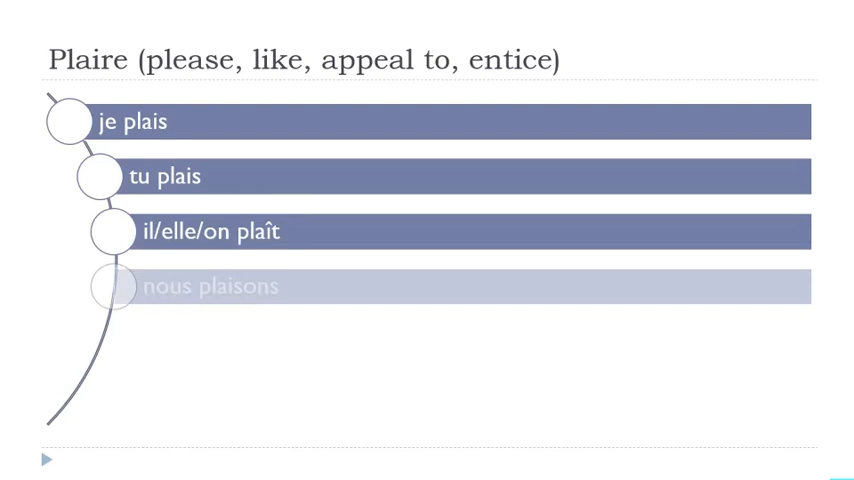 Plaire (please, like, appeal to, entice)
je plais
tu plais
il/elle/on plaît
nous plaisons